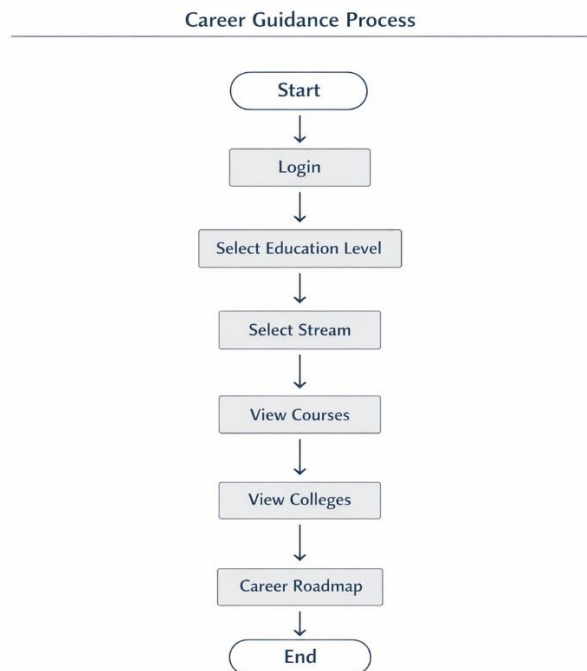 Career Guidance Process
Start
Login
Select Education Level
Select Stream
View Courses
View Colleges
Career Roadmap
End